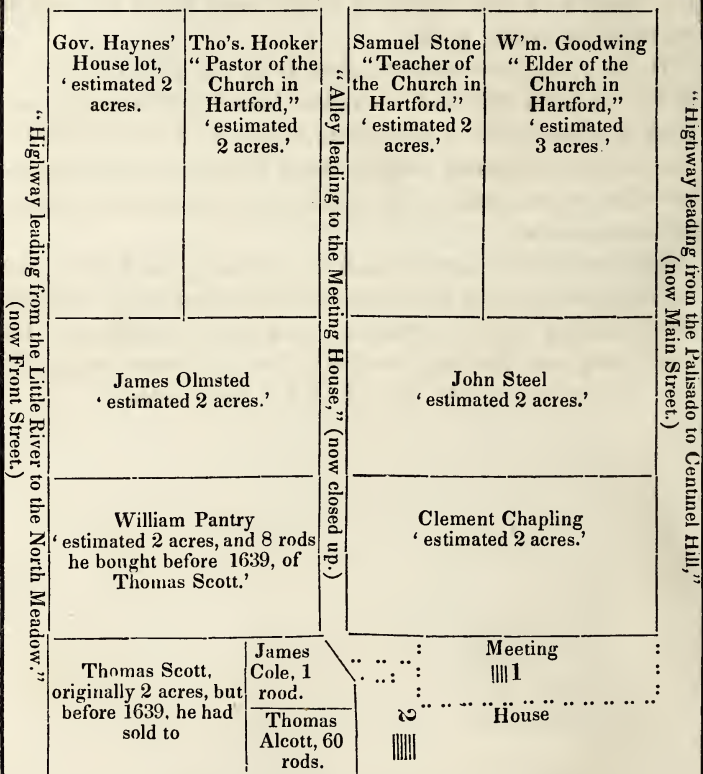 Gov. Haynes'
House lot,
' estimated 2
acres.
Tho's. Hooker
“ Pastor of the
Church in
Hartford,”
' estimated
2 acres.'
Samuel Stone
“ Teacher of
the Church in
Hartford,”
' estimated 2
acres.'
W'm. Goodwing
“ Elder of the
Church in
Hartford,”
' estimated
3 acres.'
“ Highway leading from the Little River to the North Meadow.”
(now Front Street.)
“ Alley leading to the Meeting House,” (now closed up.)
“ Highway leading from the Palisado to Centinel Hill,”
(now Main Street.)
James Olmsted
' estimated 2 acres.'
John Steel
' estimated 2 acres.'
William Pantry
' estimated 2 acres, and 8 rods
he bought before 1639, of
Thomas Scott.'
Clement Chapling
' estimated 2 acres.'
Thomas Scott,
originally 2 acres, but
before 1639, he had
sold to
James
Cole, 1
rood.
Thomas
Alcott, 60
rods.
Meeting
1
House
2